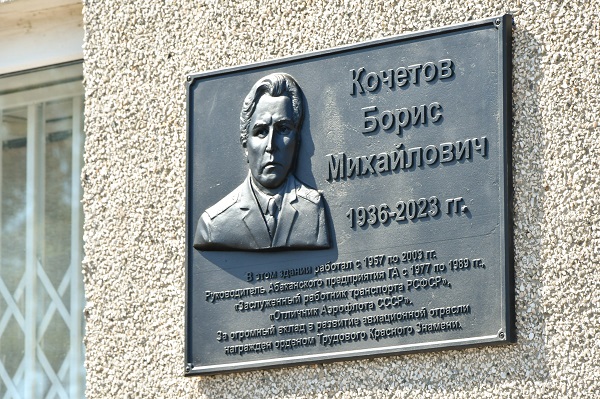 Кочетов
Борис
Михайлович
1936-2023 гг.
В этом здании работал с 1957 по 2003 гг.
Руководитель Абаканского предприятия ГА с 1977 по 1989 гг.,
«Заслуженный работник транспорта РСФСР»,
«Отличник Аэрофлота СССР».
За огромный вклад в развитие авиационной отрасли
награжден орденом Трудового Красного Знамени.